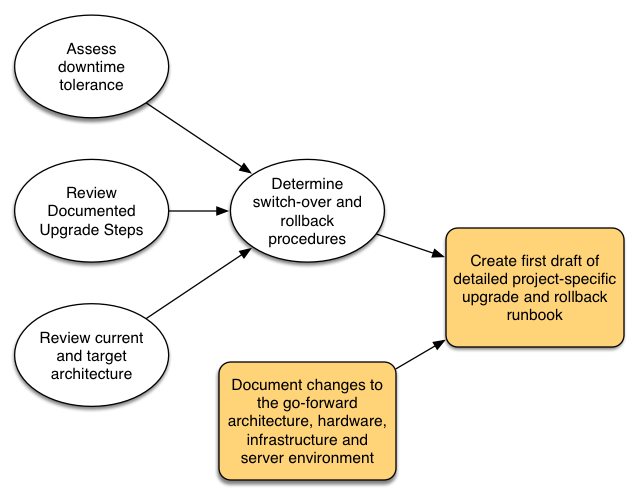 Assess
downtime
tolerance
Review
Documented
Upgrade Steps
Determine
switch-over and
rollback
procedures
Review current
and target
architecture
Create first draft of
detailed project-specific
upgrade and rollback
runbook
Document changes to
the go-forward
architecture, hardware,
infrastructure and
server environment